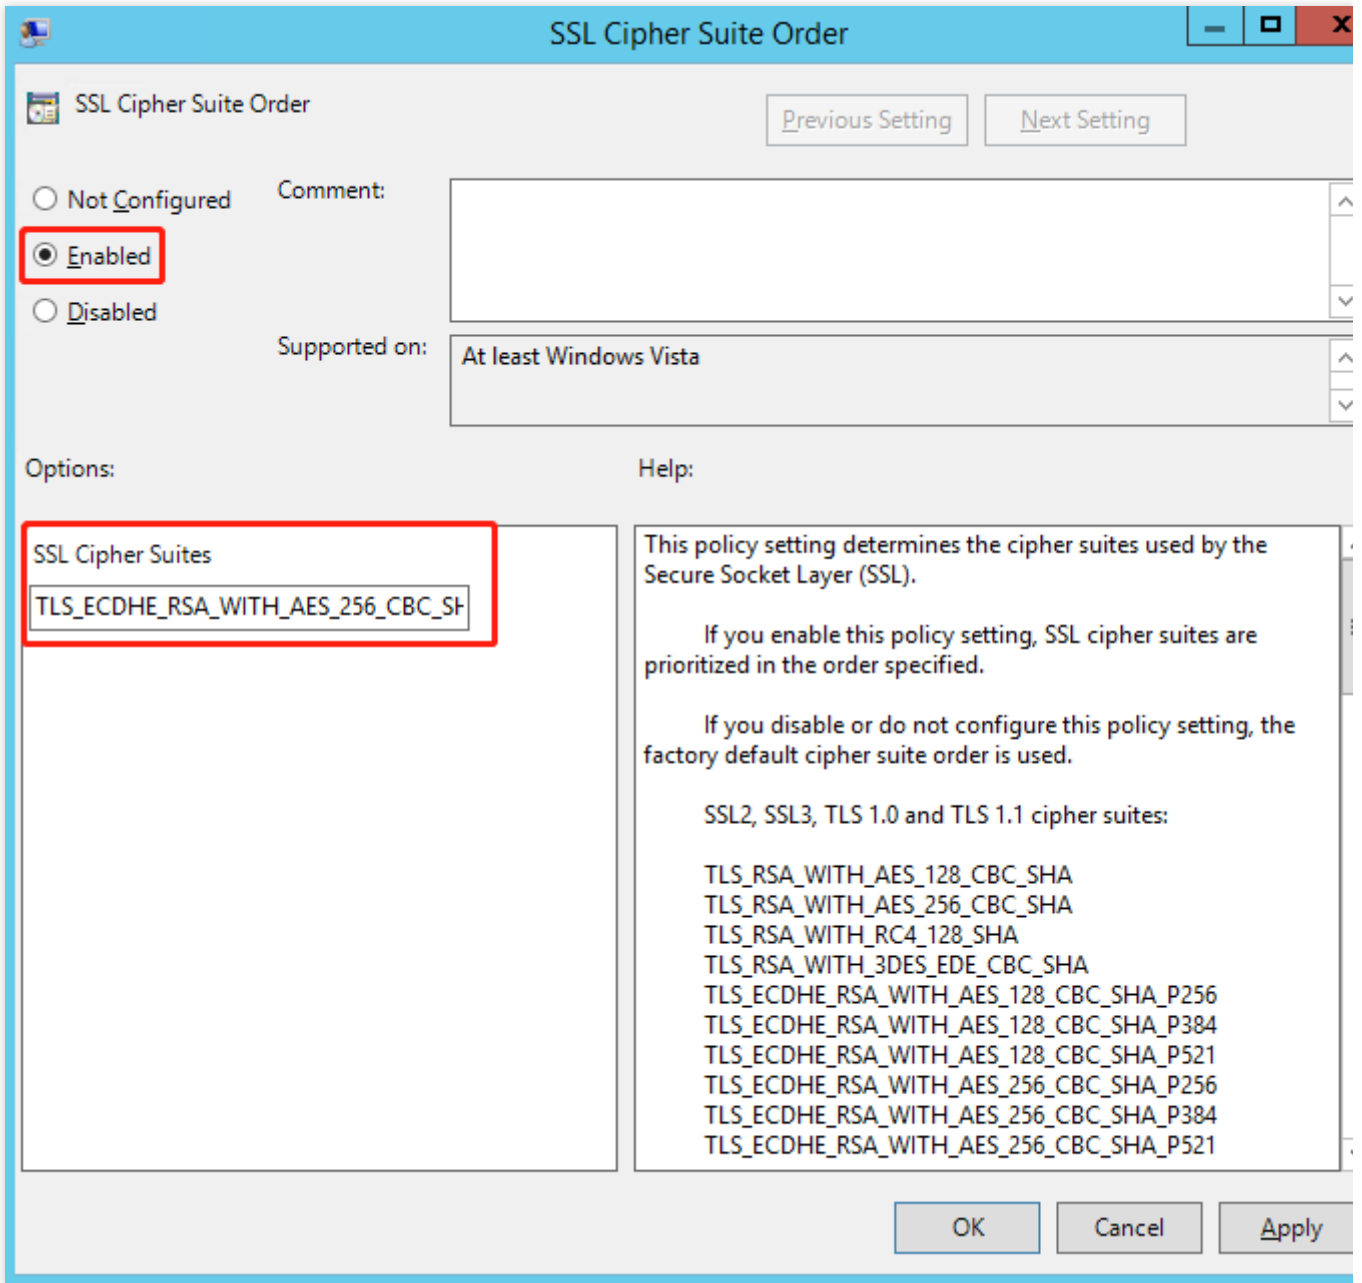 SSL Cipher Suite Order
SSL Cipher Suite Order
Previous Setting
Next Setting
Not Configured
Enabled
Disabled
Comment:
Supported on:
At least Windows Vista
Options:
Help:
SSL Cipher Suites
TLS_ECDHE_RSA_WITH_AES_256_CBC_SH
This policy setting determines the cipher suites used by the
Secure Socket Layer (SSL).
If you enable this policy setting, SSL cipher suites are
prioritized in the order specified.
If you disable or do not configure this policy setting, the
factory default cipher suite order is used.
SSL2, SSL3, TLS 1.0 and TLS 1.1 cipher suites:
TLS_RSA_WITH_AES_128_CBC_SHA
TLS_RSA_WITH_AES_256_CBC_SHA
TLS_RSA_WITH_RC4_128_SHA
TLS_RSA_WITH_3DES_EDE_CBC_SHA
TLS_ECDHE_RSA_WITH_AES_128_CBC_SHA_P256
TLS_ECDHE_RSA_WITH_AES_128_CBC_SHA_P384
TLS_ECDHE_RSA_WITH_AES_128_CBC_SHA_P521
TLS_ECDHE_RSA_WITH_AES_256_CBC_SHA_P256
TLS_ECDHE_RSA_WITH_AES_256_CBC_SHA_P384
TLS_ECDHE_RSA_WITH_AES_256_CBC_SHA_P521
OK
Cancel
Apply